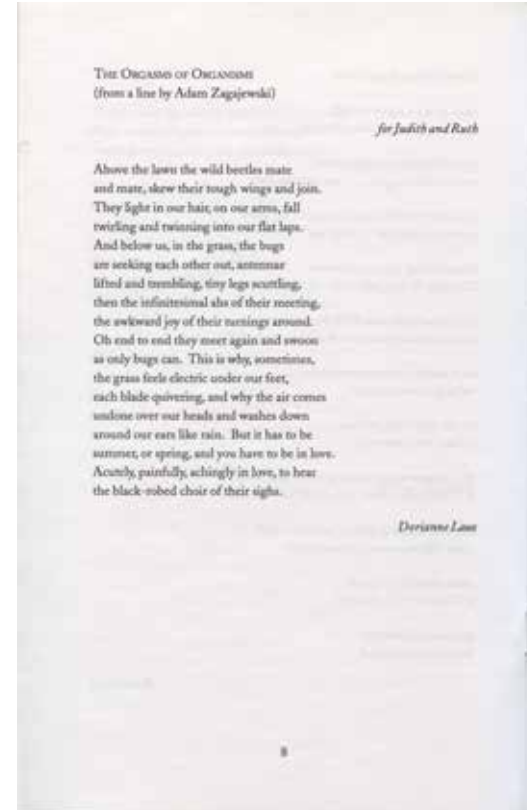 THE ORGASMS OF ORGANISMS
(from a line by Adam Zagajewski)
for Judith and Ruth
Above the lawn the wild beetles mate
and mate, skew their tough wings and join.
They light in our hair, on our arms, fall
twirling and twinning into our flat laps.
And below us, in the grass, the bugs
are seeking each other out, antennae
lifted and trembling, tiny legs scuttling,
then the infinitesimal ahs of their meeting,
the awkward joy of their turnings around.
Oh end to end they meet again and swoon
as only bugs can. This is why, sometimes,
the grass feels electric under our feet,
each blade quivering, and why the air comes
undone over our heads and washes down
around our ears like rain. But it has to be
summer, or spring, and you have to be in love.
Acutely, painfully, achingly in love, to hear
the black-robed choir of their sighs.
Dorianne Laux
8